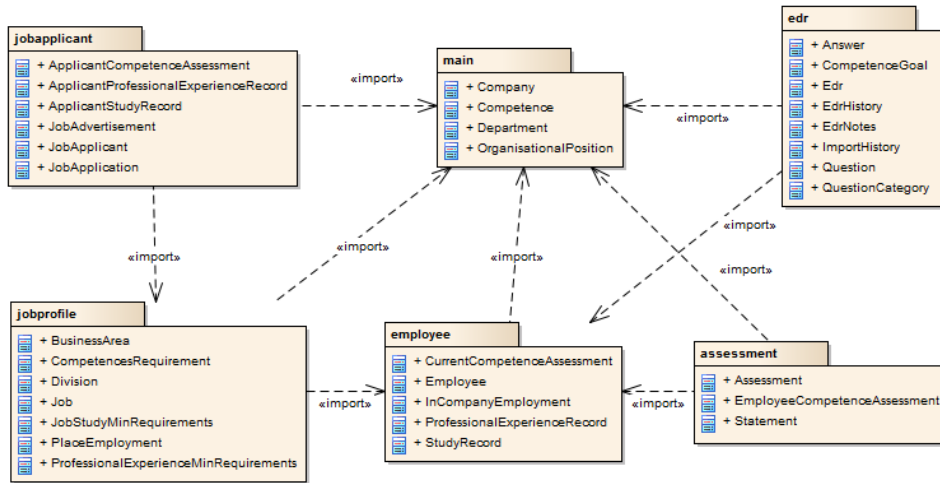 jobapplicant
+ ApplicantCompetenceAssessment
+ ApplicantProfessionalExperienceRecord
+ ApplicantStudyRecord
+ JobAdvertisement
+ JobApplicant
+ JobApplication
«import»
main
+ Company
+ Competence
+ Department
+ OrganisationalPosition
«import»
edr
+ Answer
+ CompetenceGoal
+ Edr
+ EdrHistory
+ EdrNotes
+ ImportHistory
+ Question
+ QuestionCategory
«import»
«import»
«import»
«import»
«import»
jobprofile
+ BusinessArea
+ CompetencesRequirement
+ Division
+ Job
+ JobStudyMinRequirements
+ PlaceEmployment
+ ProfessionalExperienceMinRequirements
«import»
employee
+ CurrentCompetenceAssessment
+ Employee
+ InCompanyEmployment
+ ProfessionalExperienceRecord
+ StudyRecord
«import»
assessment
+ Assessment
+ EmployeeCompetenceAssessment
+ Statement